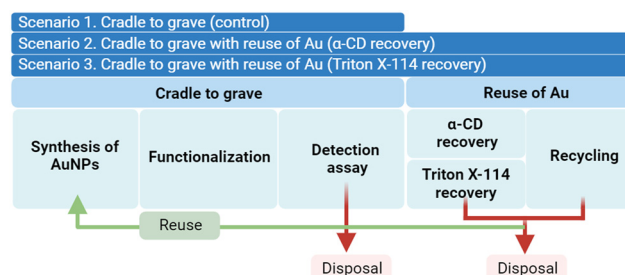 Scenario 1. Cradle to grave (control)
Scenario 2. Cradle to grave with reuse of Au (α-CD recovery)
Scenario 3. Cradle to grave with reuse of Au (Triton X-114 recovery)
Cradle to grave
Reuse of Au
Synthesis of
AuNPs
Functionalization
Detection
assay
α-CD
recovery
Triton X-114
recovery
Recycling
Reuse
Disposal
Disposal